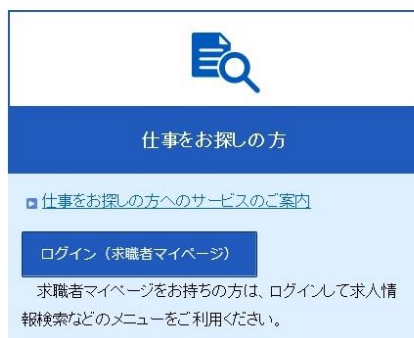 仕事をお探しの方
仕事をお探しの方へのサービスのご案内
ログイン（求職者マイページ）
求職者マイページをお持ちの方は、ログインして求人情
報検索などのメニューをご利用ください。